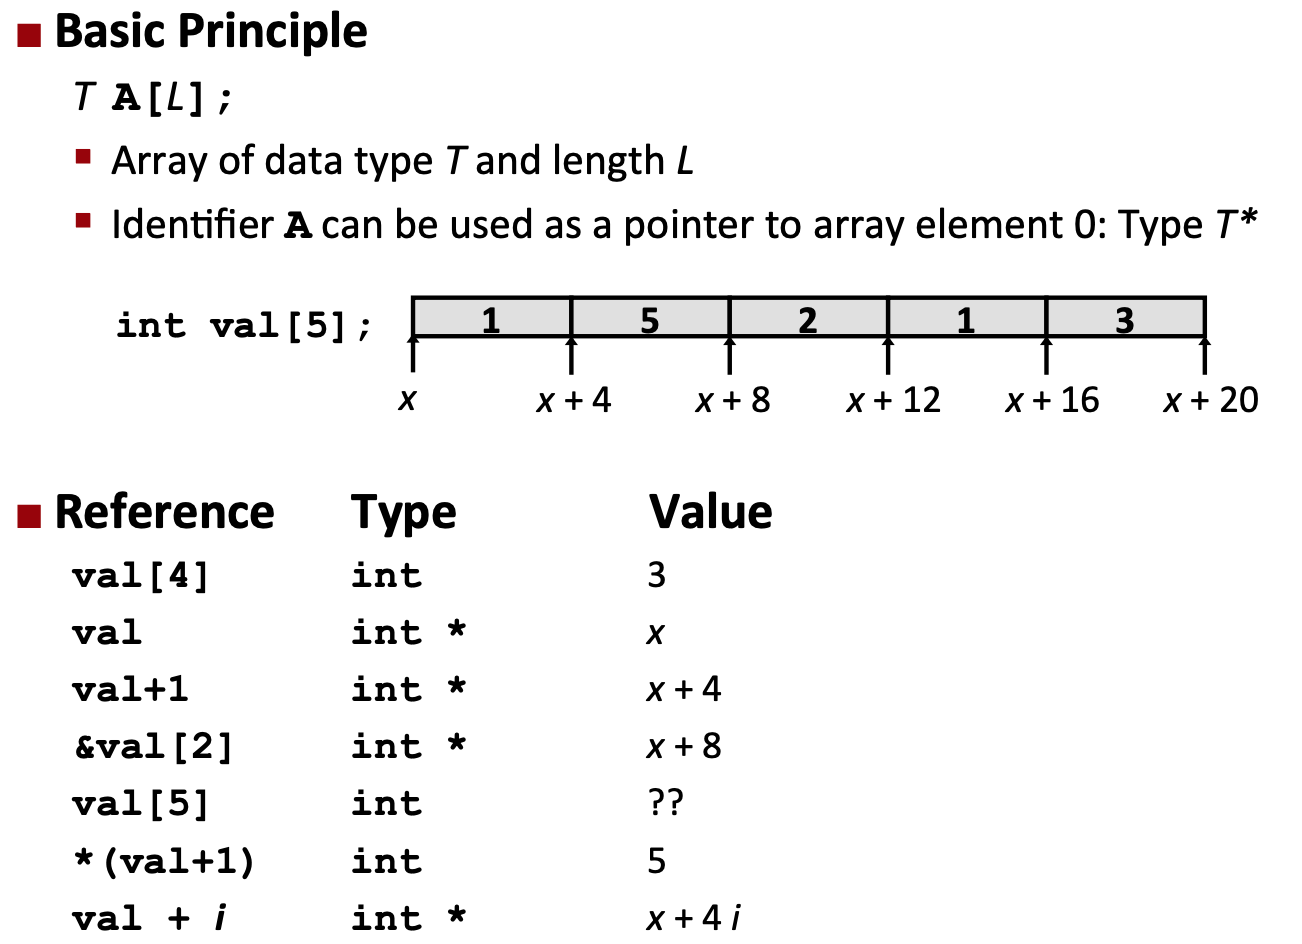 Basic Principle
T A[L];
Array of data type T and length L
Identifier A can be used as a pointer to array element 0: Type T*
int val[5]; 1 5 2 1 3
x x + 4 x + 8 x + 12 x + 16 x + 20
Reference Type Value
val[4] int 3
val int * x
val+1 int * x + 4
&val[2] int * x + 8
val[5] int ??
*(val+1) int 5
val + i int * x + 4 i